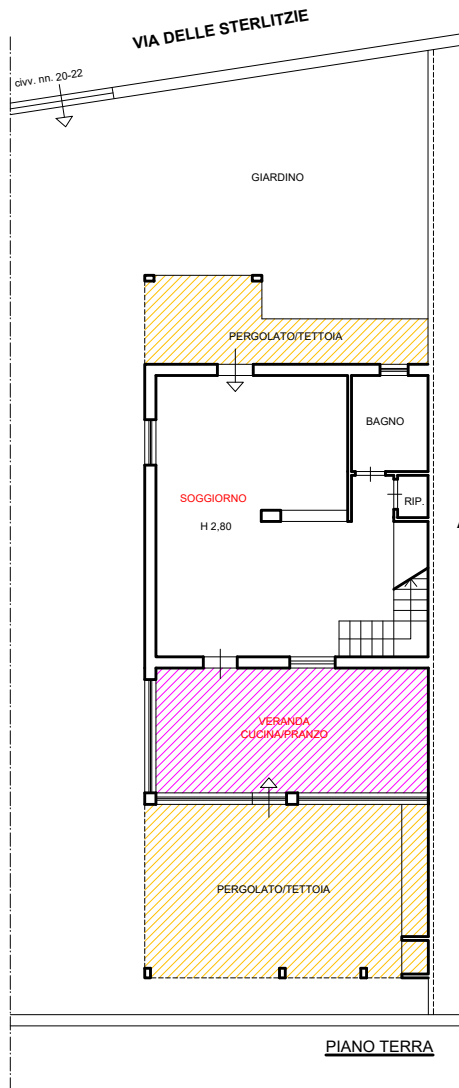 VIA DELLE STERLITZIE
civv. nn. 20-22
GIARDINO
PERGOLATO/TETTOIA
BAGNO
SOGGIORNO
RIP.
H 2,80
VERANDA
CUCINA/PRANZO
PERGOLATO/TETTOIA
PIANO TERRA